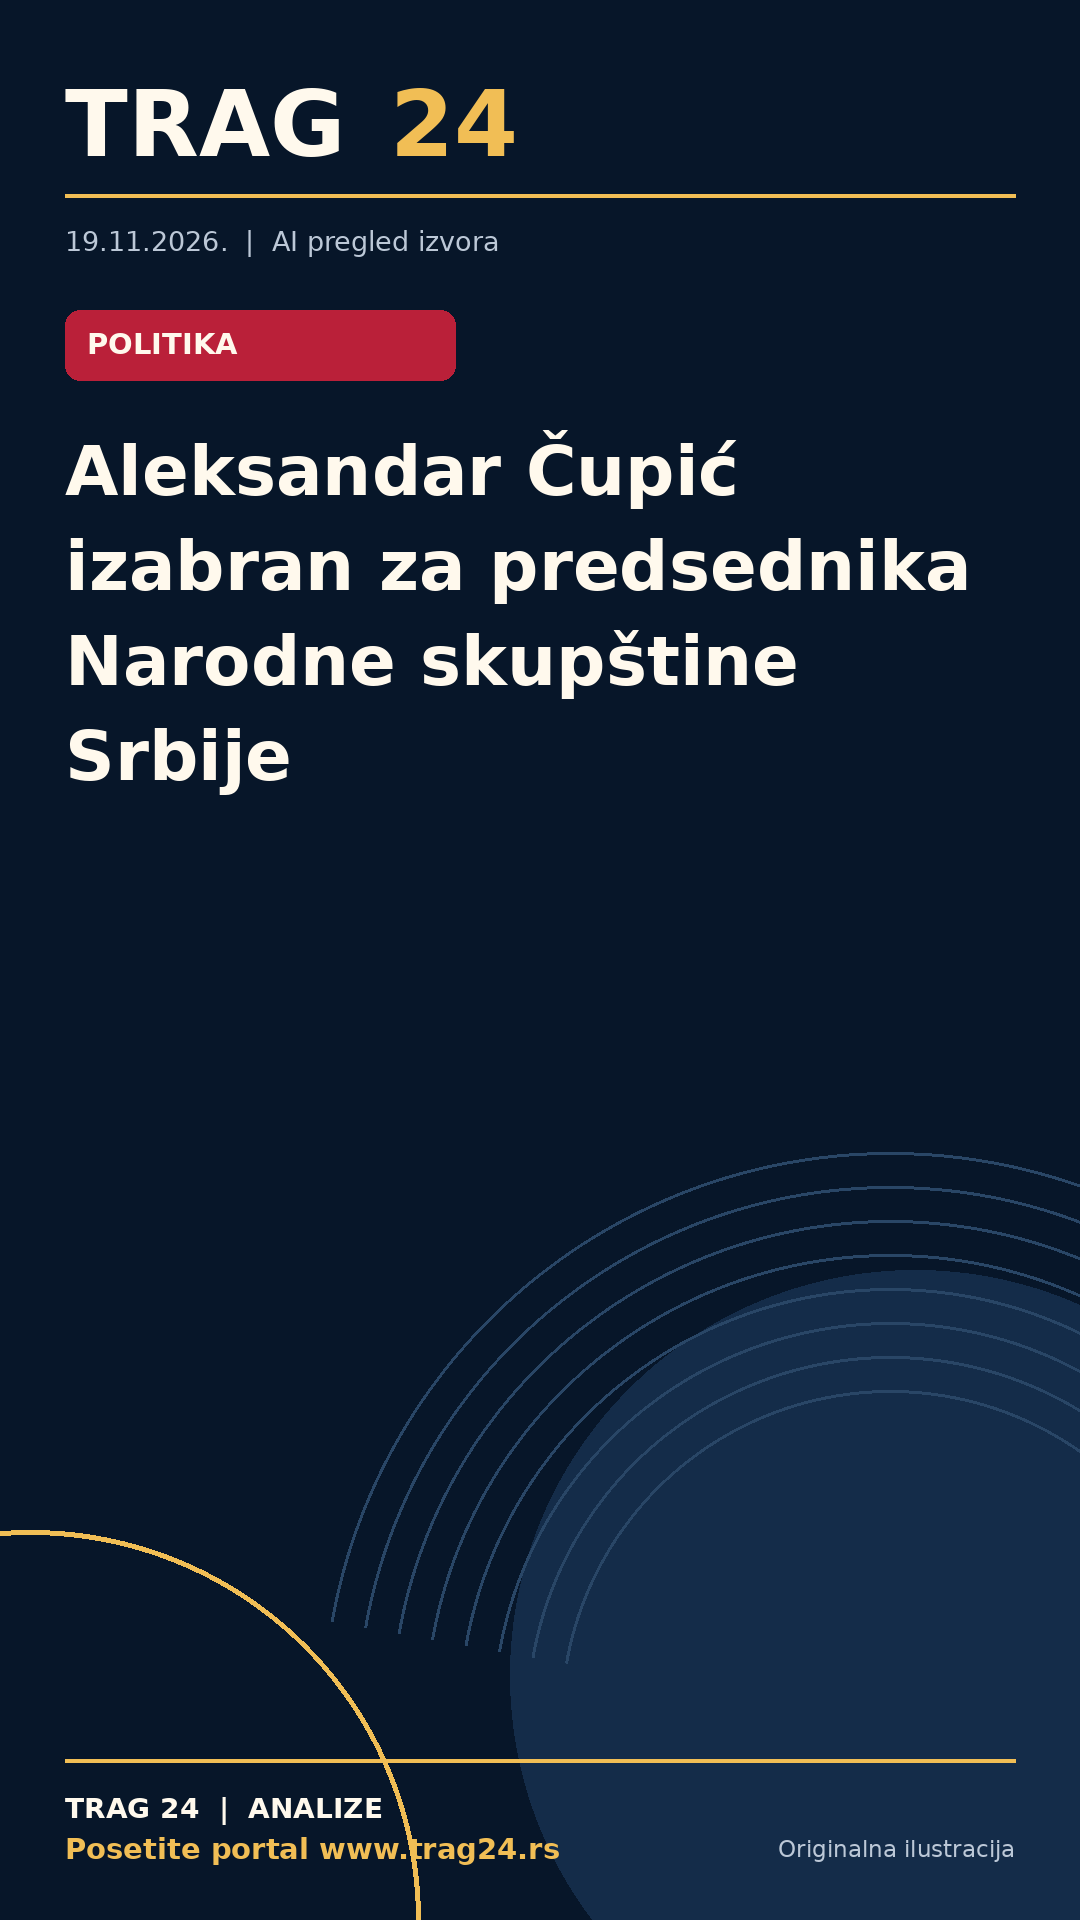 TRAG 24
19.11.2026. | AI pregled izvora
POLITIKA
Aleksandar Čupić
izabran za predsednika
Narodne skupštine
Srbije
TRAG 24 | ANALIZE
Posetite portal www.trag24.rs
Originalna ilustracija